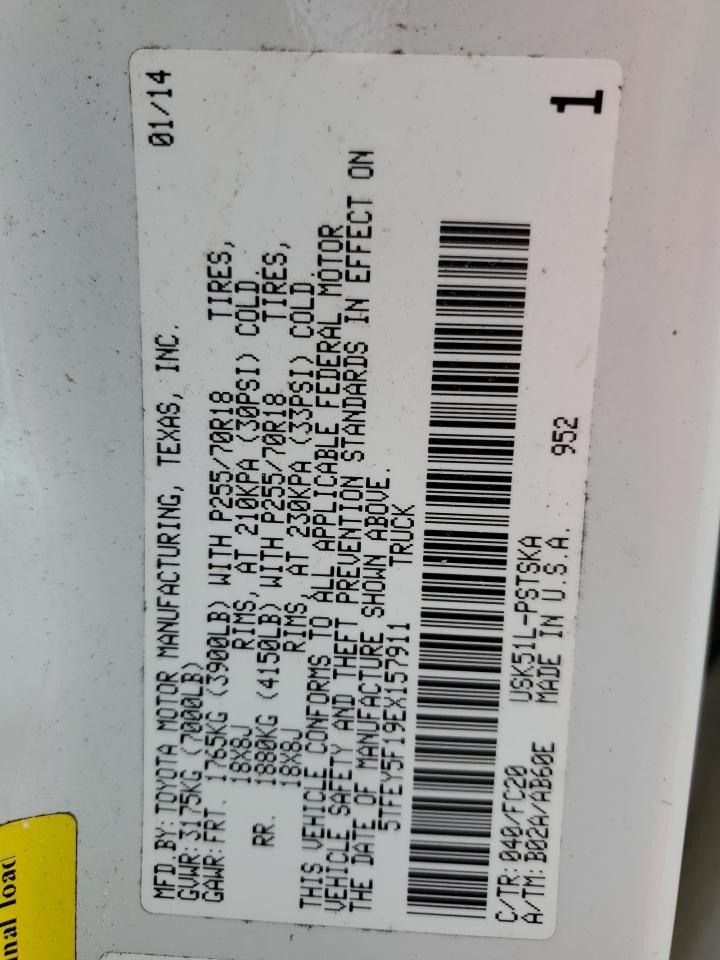 MFD BY: TOYOTA MOTOR MANUFACTURING, TEXAS, INC. 01/14
GVWR: 3175KG (7000LB)
GAWR: FRT. 1765KG (3900LB) WITH P255/70R18 TIRES,
18X8J RIMS, AT 210KPA (30PSI) COLD.
RR. 1880KG (4150LB) WITH P255/70R18 TIRES,
18X8J RIMS, AT 230KPA (33PSI) COLD.
THIS VEHICLE CONFORMS TO ALL APPLICABLE FEDERAL MOTOR
VEHICLE SAFETY AND THEFT PREVENTION STANDARDS IN EFFECT ON
THE DATE OF MANUFACTURE SHOWN ABOVE.
5TFEY5F19EX157911 TRUCK
C/TR: 040/FC20 USK51L-PSTSKA
A/TM: B02A/AB60E MADE IN U.S.A. 952
1
load